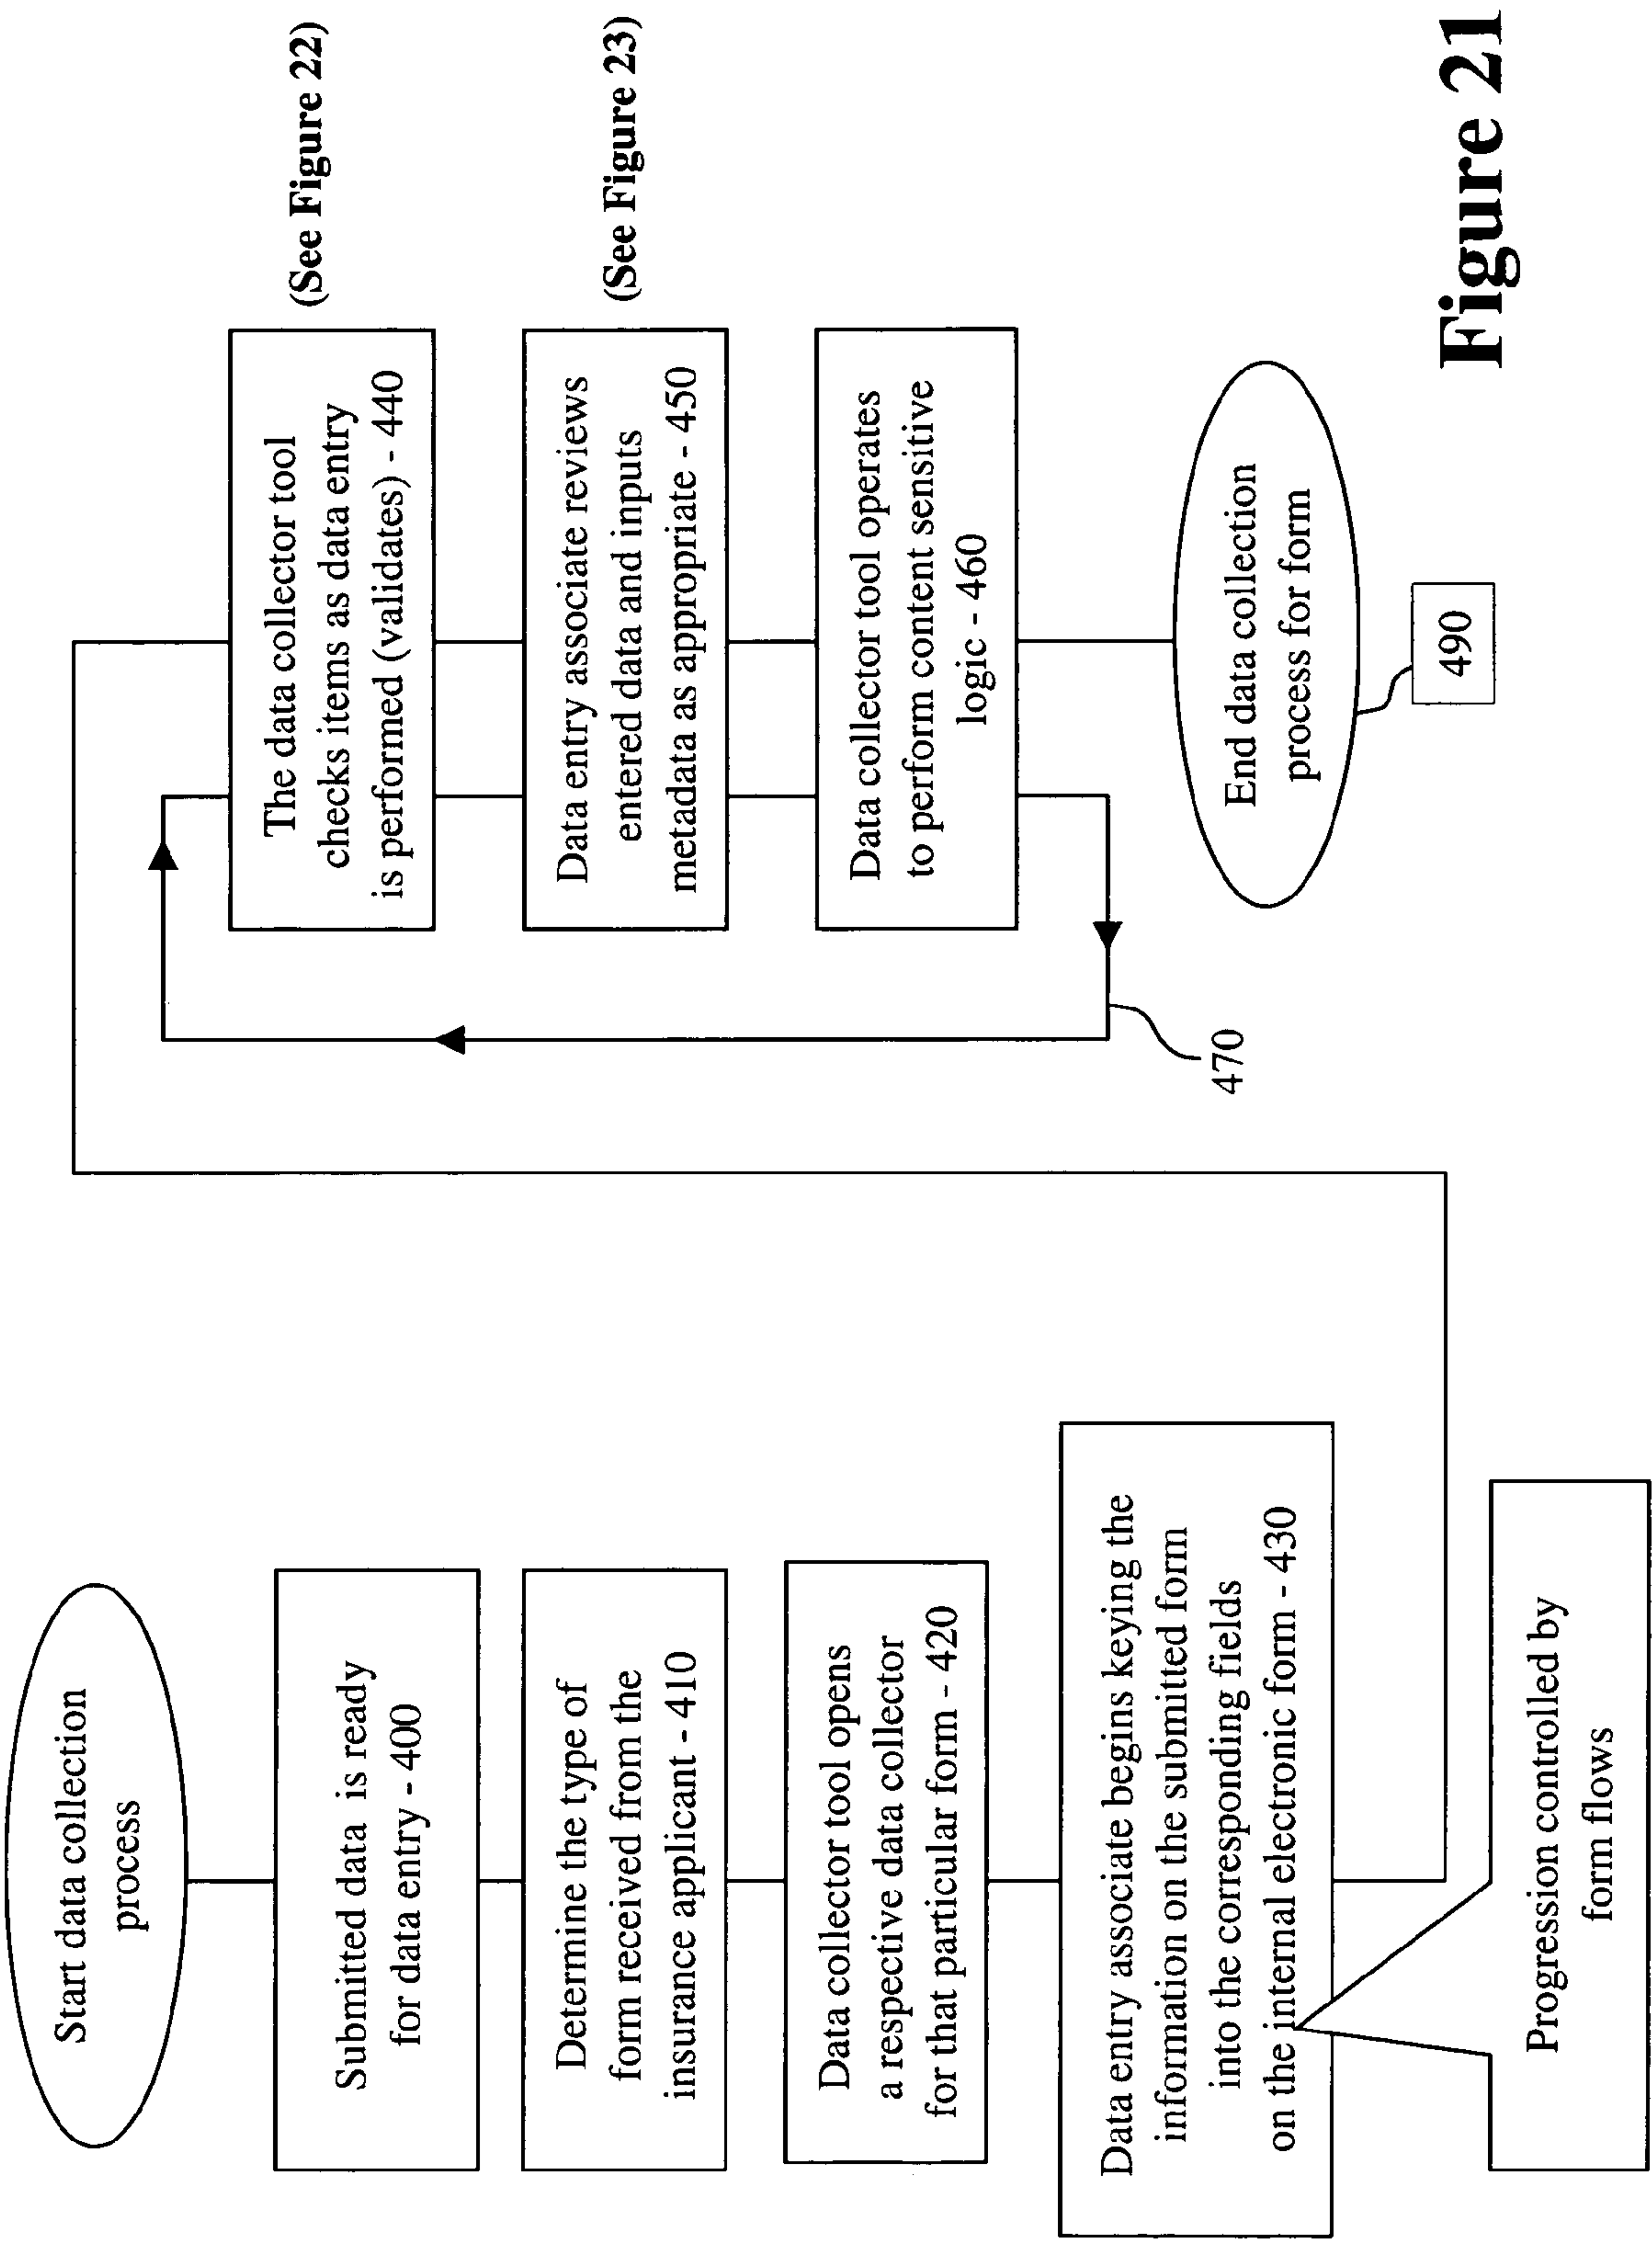 Start data collection
process
Submitted data is ready
for data entry - 400
Determine the type of
form received from the
insurance applicant - 410
Data collector tool opens
a respective data collector
for that particular form - 420
Data entry associate begins keying the
information on the submitted form
into the corresponding fields
on the internal electronic form - 430
Progression controlled by
form flows
The data collector tool
checks items as data entry
is performed (validates) - 440
(See Figure 22)
Data entry associate reviews
entered data and inputs
metadata as appropriate - 450
(See Figure 23)
Data collector tool operates
to perform content sensitive
logic - 460
470
End data collection
process for form
490
Figure 21